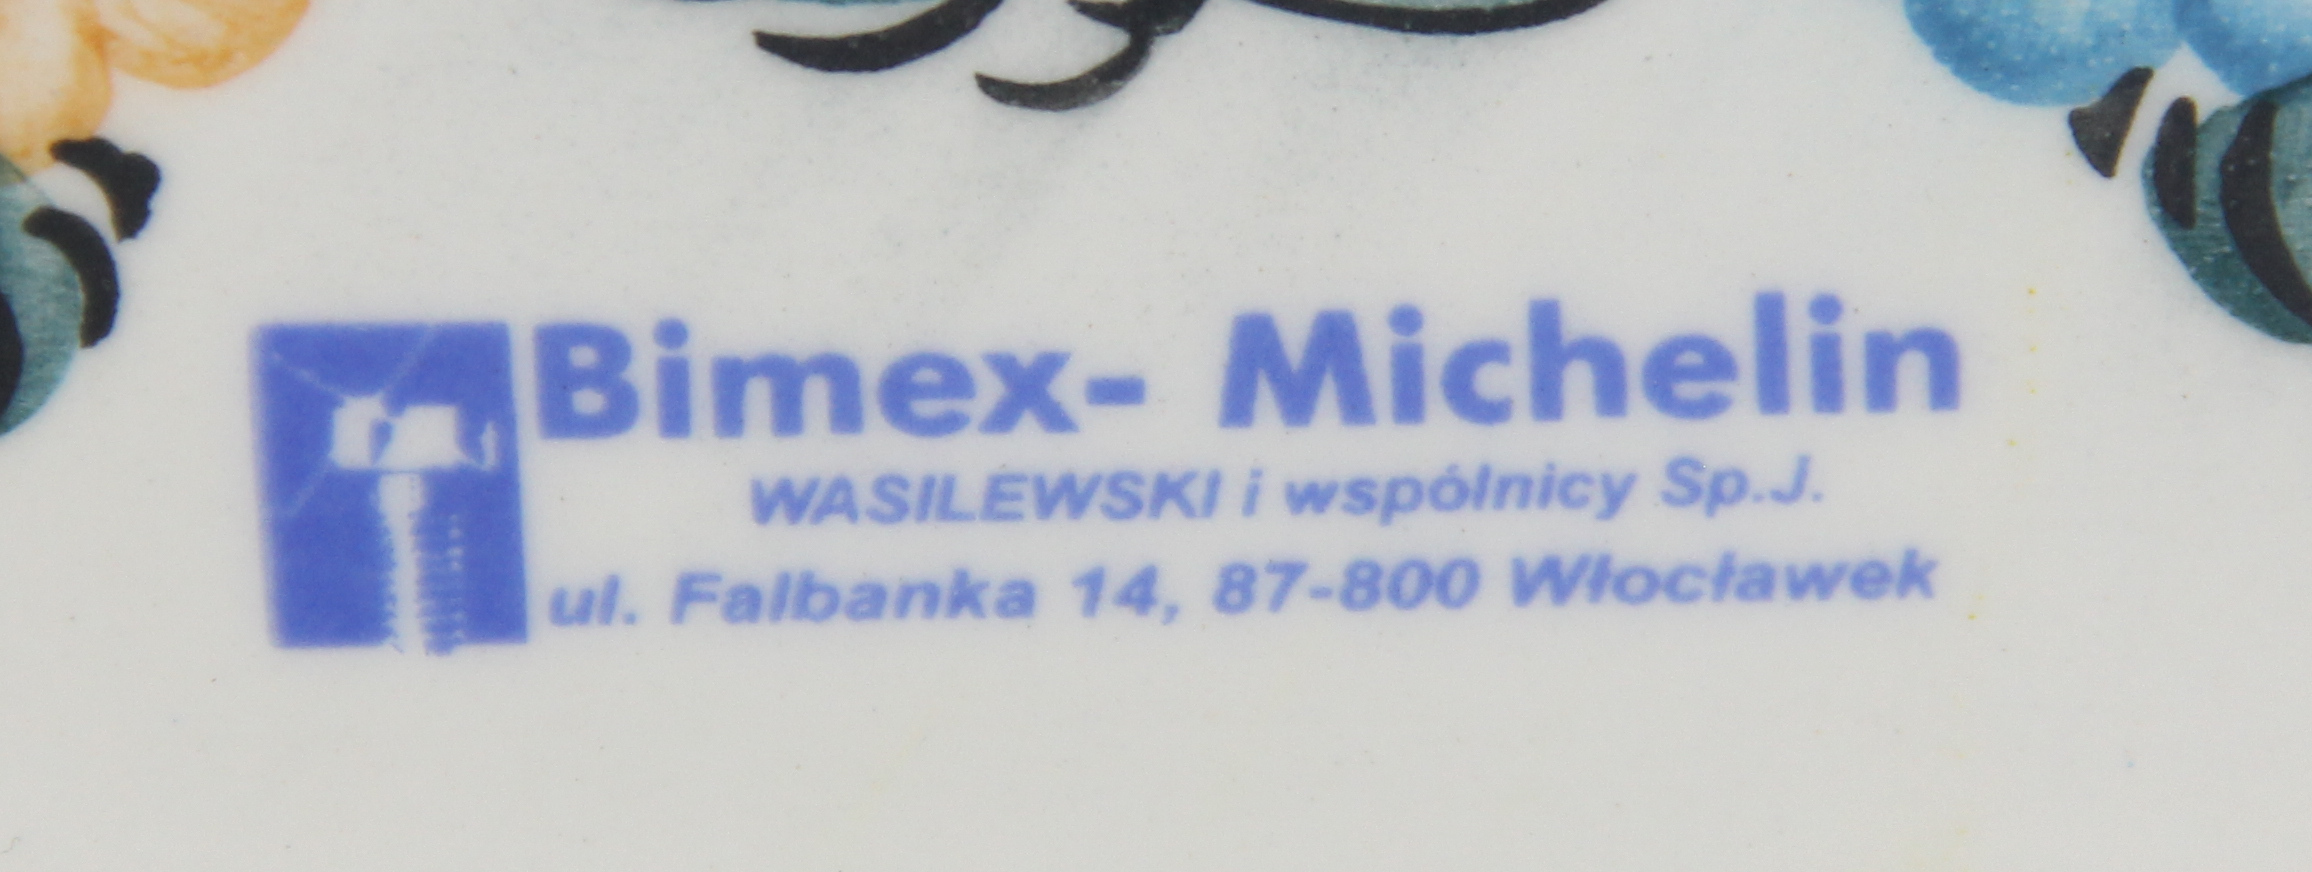 Bimex- Michelin
WASILEWSKI i wspólnicy Sp.J.
ul. Falbanka 14, 87-800 Włocławek